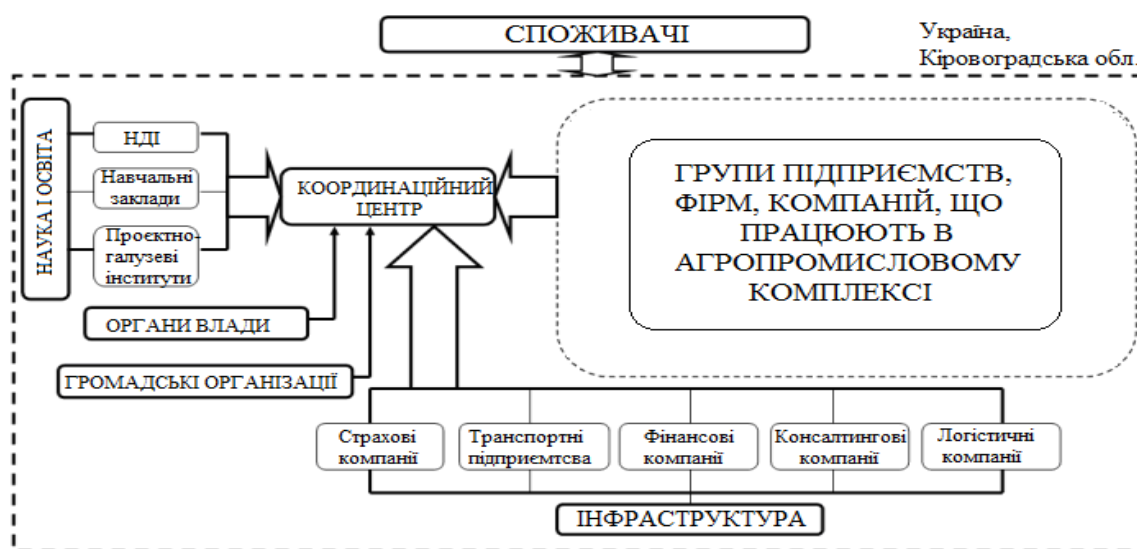 СПОЖИВАЧІ
Україна,
Кіровоградська обл.
НАУКА І ОСВІТА
НДІ
Навчальні
заклади
Проєктно-
галузеві
інститути
КООРДИНАЦІЙНИЙ
ЦЕНТР
ГРУПИ ПІДПРИЄМСТВ,
ФІРМ, КОМПАНІЙ, ЩО
ПРАЦЮЮТЬ В
АГРОПРОМИСЛОВОМУ
КОМПЛЕКСІ
ОРГАНИ ВЛАДИ
ГРОМАДСЬКІ ОРГАНІЗАЦІЇ
Страхові
компанії
Транспортні
підприємтсва
Фінансові
компанії
Консалтингові
компанії
Логістичні
компанії
ІНФРАСТРУКТУРА